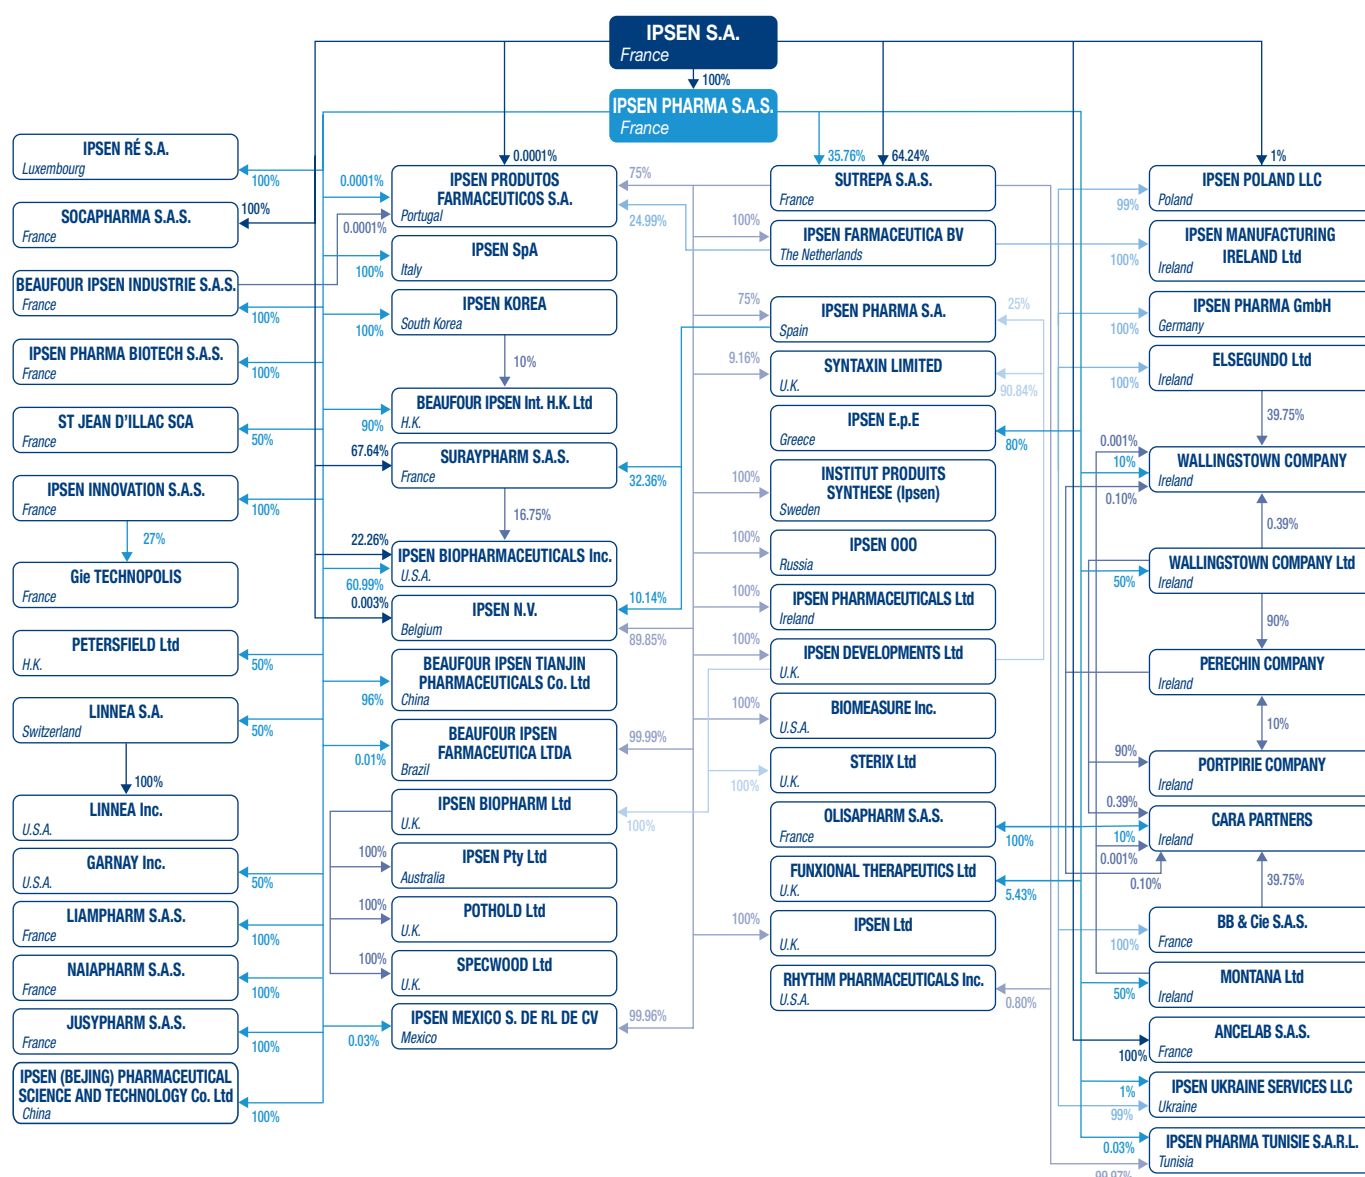 IPSEN S.A.
France
100%
IPSEN PHARMA S.A.S.
France
IPSEN RÉ S.A.
Luxembourg
100%
SOCAPHARMA S.A.S.
France
100%
BEAUFOUR IPSEN INDUSTRIE S.A.S.
France
100%
IPSEN PHARMA BIOTECH S.A.S.
France
100%
ST JEAN D'ILLAC SCA
France
50%
IPSEN INNOVATION S.A.S.
France
100%
27%
Gie TECHNOPOLIS
France
PETERSFIELD Ltd
H.K.
50%
LINNEA S.A.
Switzerland
50%
100%
LINNEA Inc.
U.S.A.
GARNAY Inc.
U.S.A.
50%
LIAMPHARM S.A.S.
France
100%
NAIAPHARM S.A.S.
France
100%
JUSYPHARM S.A.S.
France
100%
IPSEN (BEJING) PHARMACEUTICAL
SCIENCE AND TECHNOLOGY Co. Ltd
China
100%
0.0001%
0.0001%
IPSEN PRODUTOS
FARMACEUTICOS S.A.
Portugal
0.0001%
75%
24.99%
IPSEN SpA
Italy
100%
IPSEN KOREA
South Korea
100%
10%
BEAUFOUR IPSEN Int. H.K. Ltd
H.K.
90%
67.64%
SURAYPHARM S.A.S.
France
32.36%
16.75%
22.26%
IPSEN BIOPHARMACEUTICALS Inc.
U.S.A.
60.99%
0.003%
IPSEN N.V.
Belgium
10.14%
89.85%
BEAUFOUR IPSEN TIANJIN
PHARMACEUTICALS Co. Ltd
China
96%
BEAUFOUR IPSEN
FARMACEUTICA LTDA
Brazil
0.01%
99.99%
IPSEN BIOPHARM Ltd
U.K.
100%
100%
IPSEN Pty Ltd
Australia
100%
POTHOLD Ltd
U.K.
100%
SPECWOOD Ltd
U.K.
IPSEN MEXICO S. DE RL DE CV
Mexico
0.03%
99.96%
35.76%
64.24%
SUTREPA S.A.S.
France
100%
IPSEN FARMACEUTICA BV
The Netherlands
75%
IPSEN PHARMA S.A.
Spain
25%
9.16%
SYNTAXIN LIMITED
U.K.
90.84%
IPSEN E.p.E
Greece
80%
100%
INSTITUT PRODUITS
SYNTHESE (Ipsen)
Sweden
100%
IPSEN OOO
Russia
100%
IPSEN PHARMACEUTICALS Ltd
Ireland
100%
IPSEN DEVELOPMENTS Ltd
U.K.
100%
BIOMEASURE Inc.
U.S.A.
STERIX Ltd
U.K.
100%
OLISAPHARM S.A.S.
France
100%
FUNXIONAL THERAPEUTICS Ltd
U.K.
5.43%
100%
IPSEN Ltd
U.K.
RHYTHM PHARMACEUTICALS Inc.
U.S.A.
0.80%
1%
IPSEN POLAND LLC
Poland
99%
IPSEN MANUFACTURING
IRELAND Ltd
Ireland
100%
IPSEN PHARMA GmbH
Germany
100%
ELSEGUNDO Ltd
Ireland
100%
39.75%
0.001%
10%
0.10%
WALLINGSTOWN COMPANY
Ireland
0.39%
WALLINGSTOWN COMPANY Ltd
Ireland
50%
90%
PERECHIN COMPANY
Ireland
10%
90%
PORTPIRIE COMPANY
Ireland
0.39%
CARA PARTNERS
Ireland
10%
0.001%
0.10%
39.75%
BB & Cie S.A.S.
France
100%
MONTANA Ltd
Ireland
50%
ANCELAB S.A.S.
France
100%
IPSEN UKRAINE SERVICES LLC
Ukraine
1%
99%
IPSEN PHARMA TUNISIE S.A.R.L.
Tunisia
0.03%
99.97%